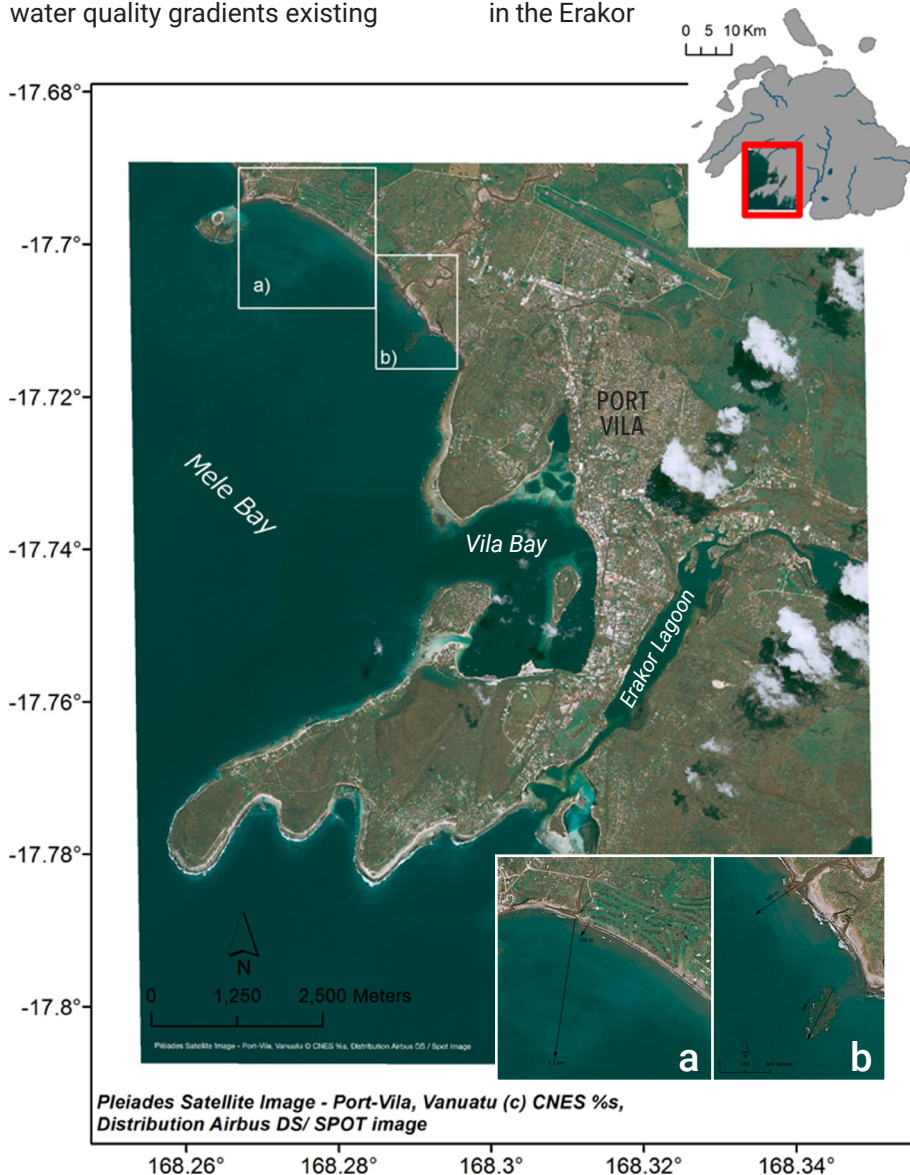 water quality gradients existing in the Erakor
0 5 10 Km
-17.68°
-17.7°
-17.72°
-17.74°
-17.76°
-17.78°
-17.8°
a)
b)
PORT
VILA
Mele Bay
Vila Bay
Erakor Lagoon
N
0 1,250 2,500 Meters
Pléiades Satellite Image - Port-Vila, Vanuatu © CNES %s, Distribution Airbus DS / Spot Image
a
b
Pleiades Satellite Image - Port-Vila, Vanuatu (c) CNES %s,
Distribution Airbus DS/ SPOT image
168.26° 168.28° 168.3° 168.32° 168.34°